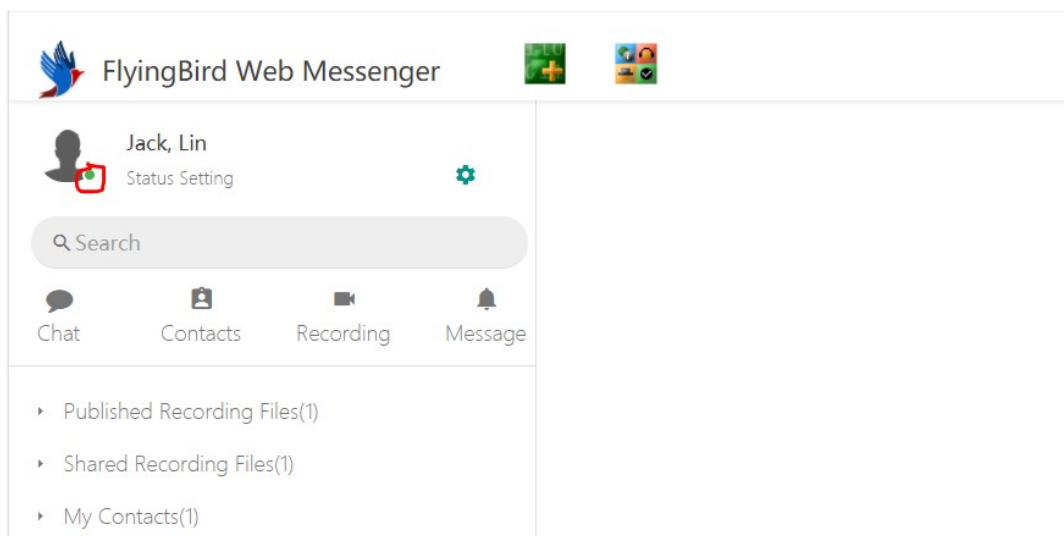 FlyingBird Web Messenger
Jack, Lin
Status Setting
Search
Chat Contacts Recording Message
Published Recording Files(1)
Shared Recording Files(1)
My Contacts(1)